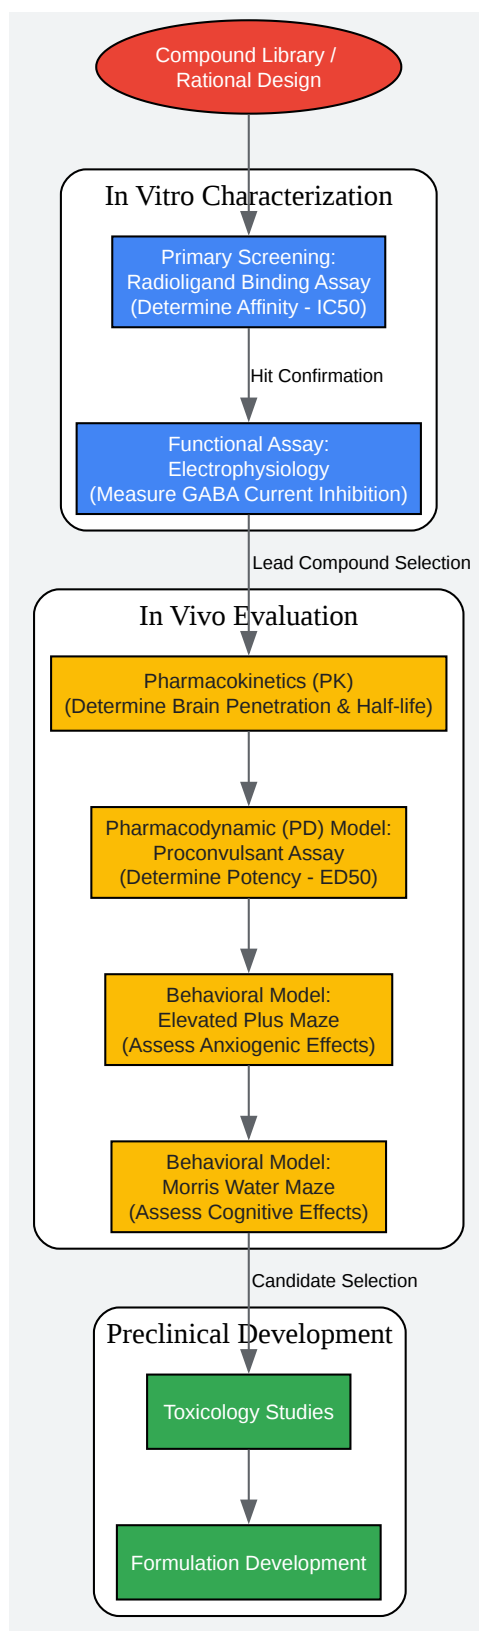 Compound Library /
Rational Design
In Vitro Characterization
Primary Screening:
Radioligand Binding Assay
(Determine Affinity - IC50)
Hit Confirmation
Functional Assay:
Electrophysiology
(Measure GABA Current Inhibition)
Lead Compound Selection
In Vivo Evaluation
Pharmacokinetics (PK)
(Determine Brain Penetration & Half-life)
Pharmacodynamic (PD) Model:
Proconvulsant Assay
(Determine Potency - ED50)
Behavioral Model:
Elevated Plus Maze
(Assess Anxiogenic Effects)
Behavioral Model:
Morris Water Maze
(Assess Cognitive Effects)
Candidate Selection
Preclinical Development
Toxicology Studies
Formulation Development